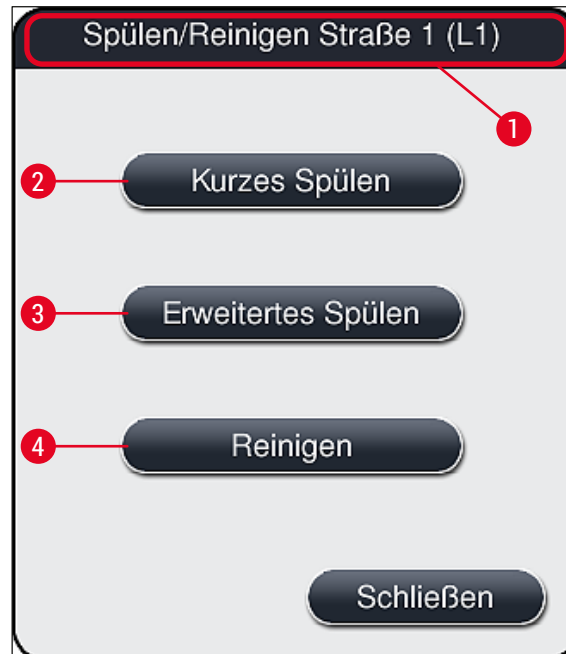 Spülen/Reinigen Straße 1 (L1)
1
2 Kurzes Spülen
3 Erweitertes Spülen
4 Reinigen
Schließen